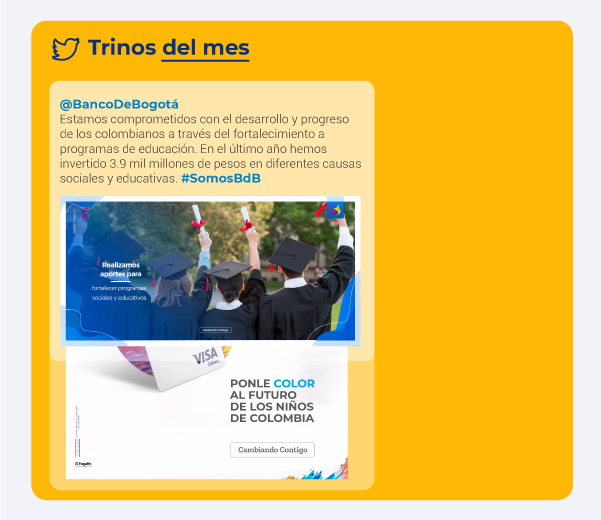 Trinos del mes
@BancoDeBogotá
Estamos comprometidos con el desarrollo y progreso
de los colombianos a través del fortalecimiento a
programas de educación. En el último año hemos
invertido 3.9 mil millones de pesos en diferentes causas
sociales y educativas. #SomosBdB
Realizamos
aportes para
fortalecer programas
sociales y educativos.
Cambiando Contigo
VISA
PONLE COLOR
AL FUTURO
DE LOS NIÑOS
DE COLOMBIA
Cambiando Contigo
Fogafín